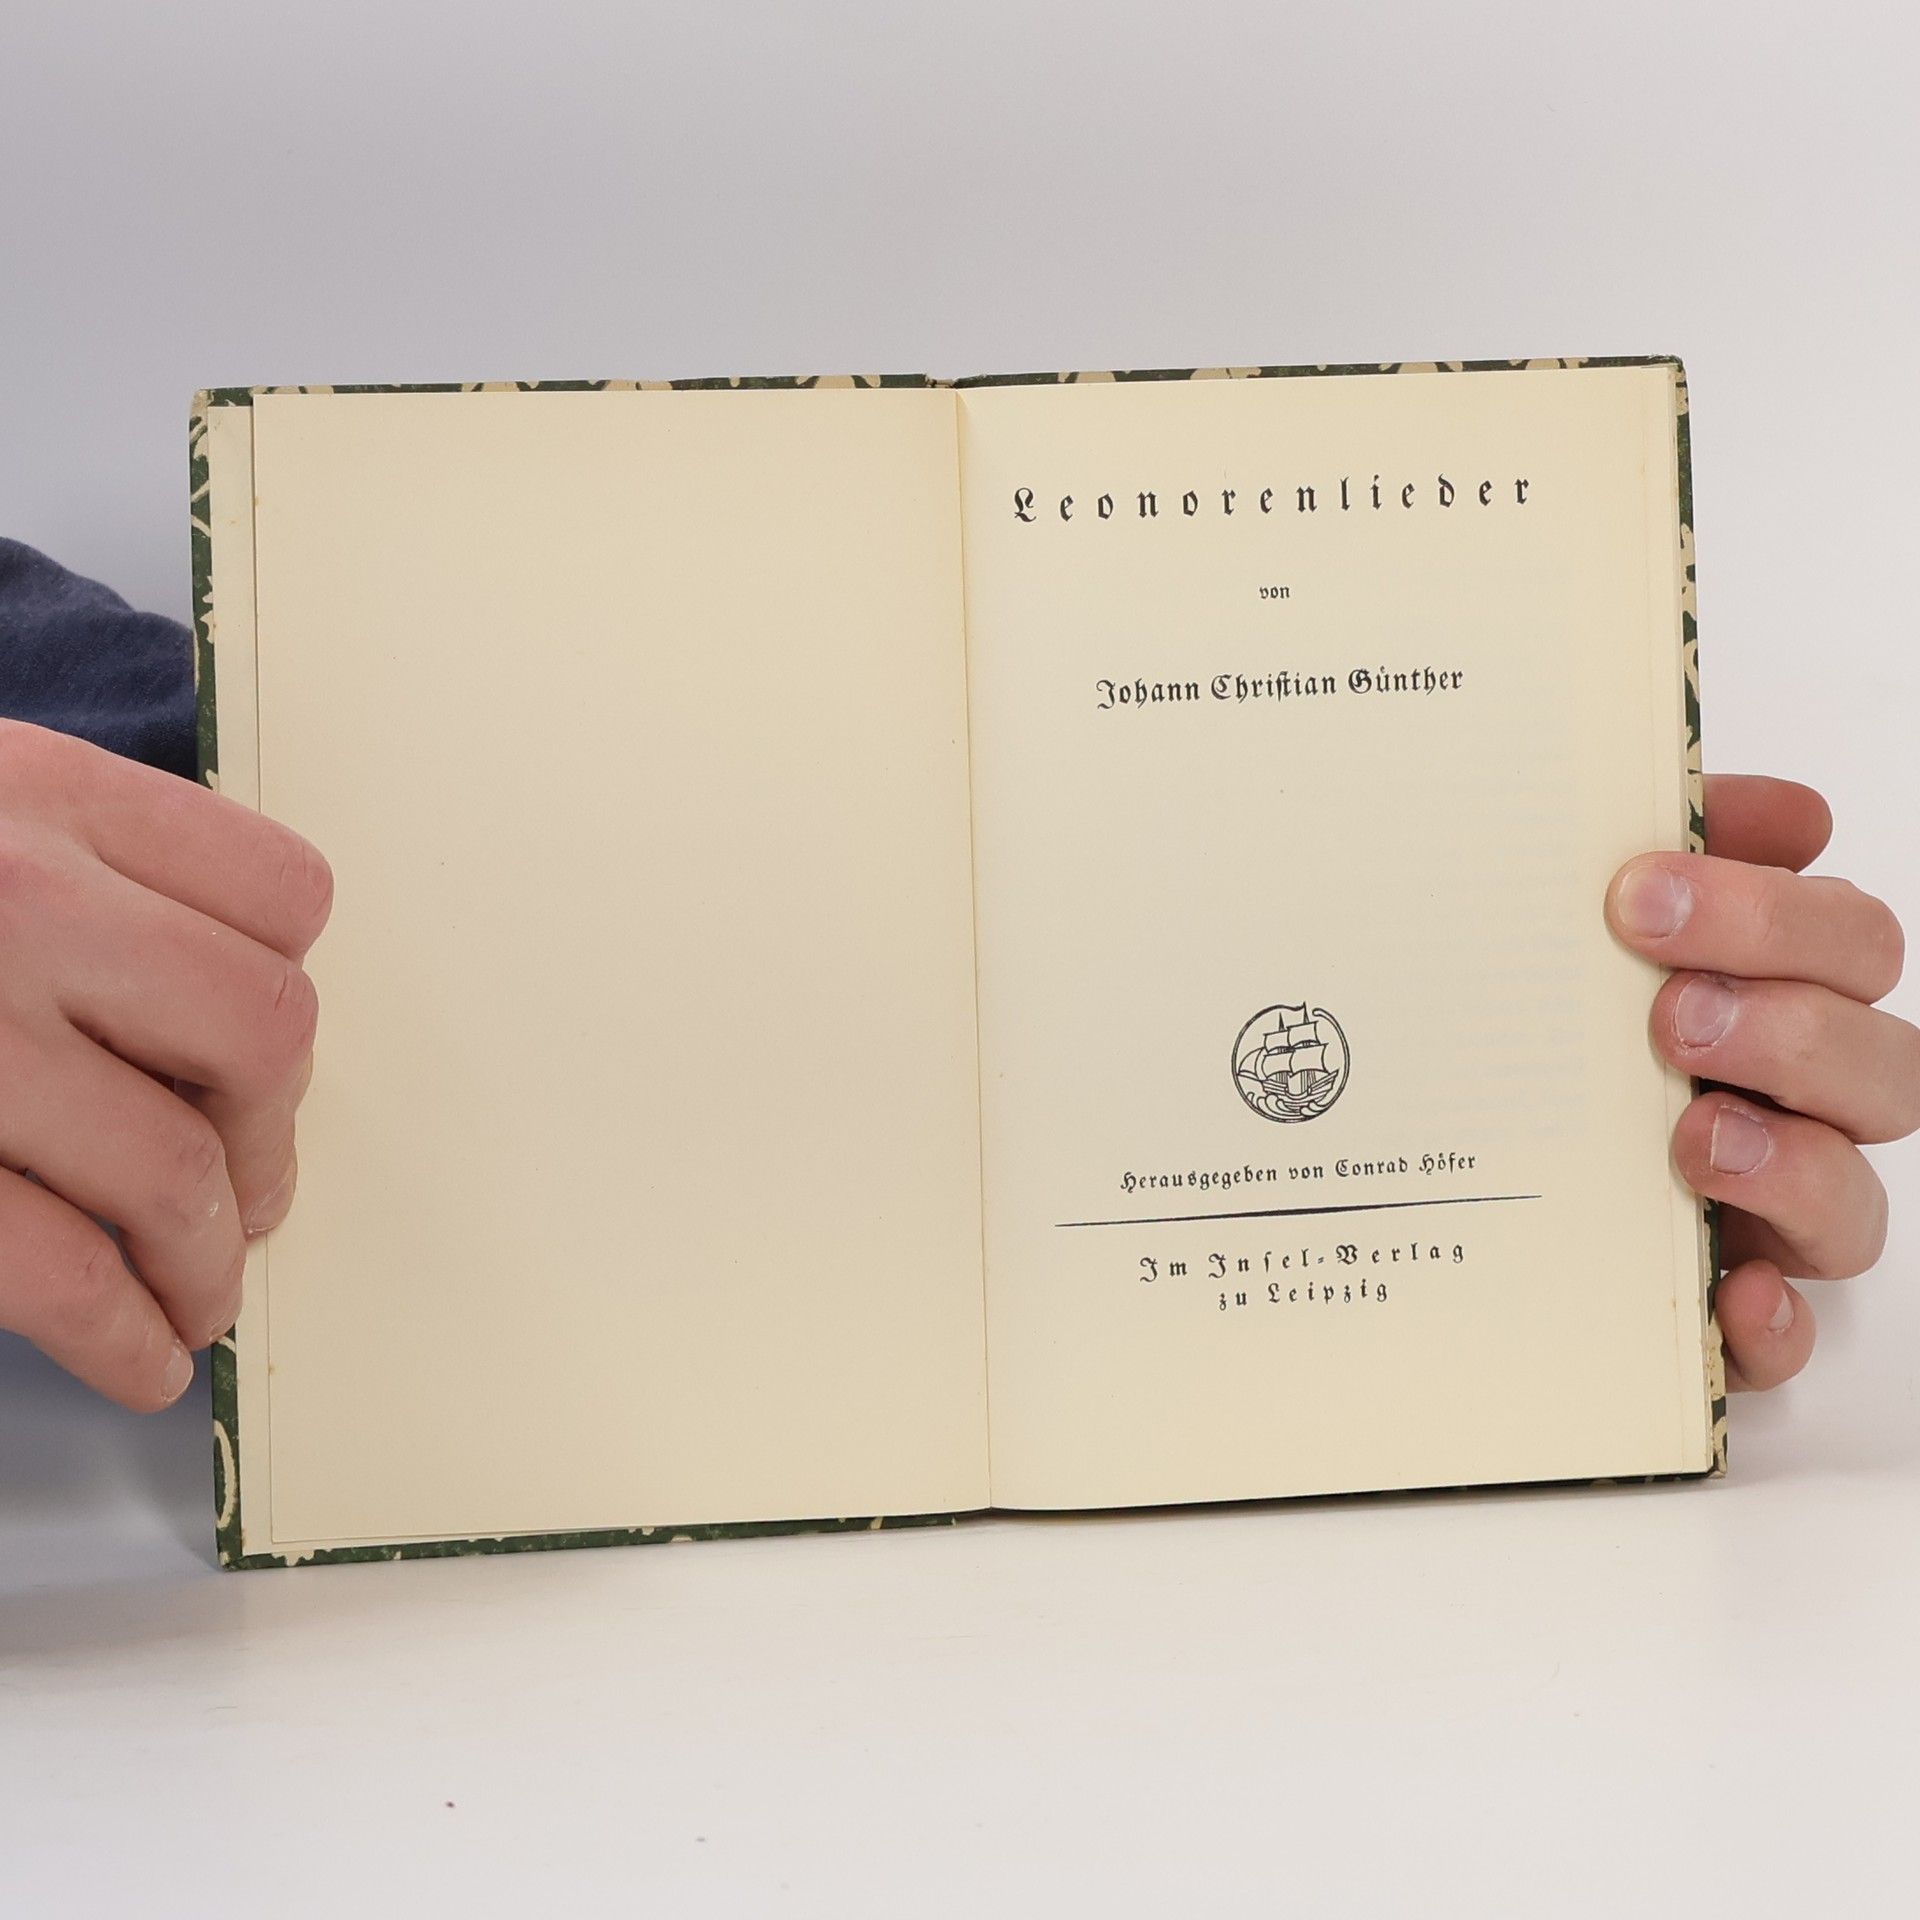 Leonorenlieder
von
Johann Chriſtian Günther
Herausgegeben von Conrad Höfer
Im Inſel-Verlag
zu Leipzig